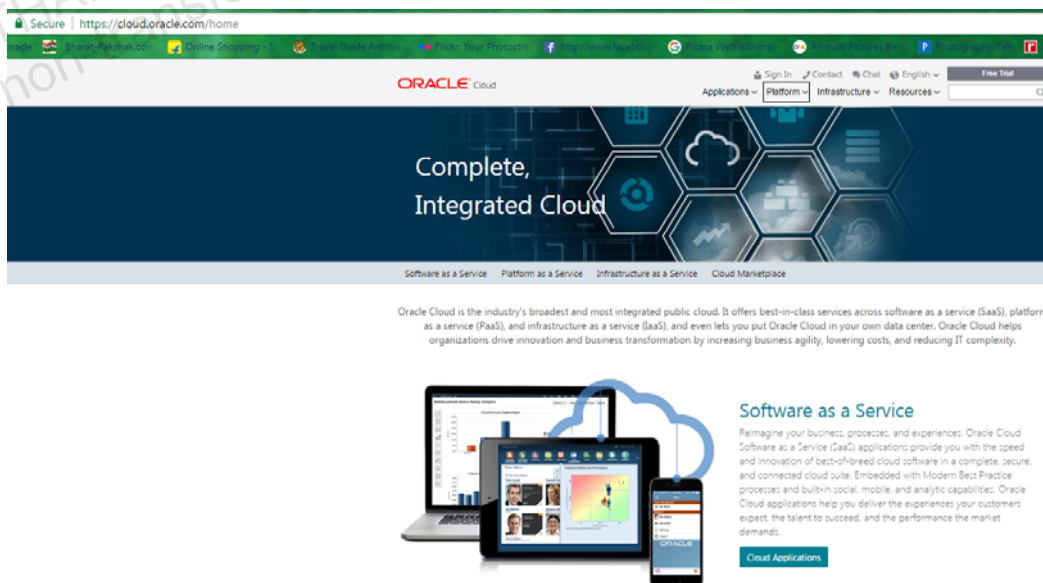 Secure | https://cloud.oracle.com/home
oracle Bharat-Rakshak.com Online Shopping - S Travel Guide Archive Flickr: Your Photostre http://www.facebook Picasa Web Albums Animals Pictures Photography Talk
ORACLE Cloud
Sign In Contact Chat English Free Trial
Applications Platform Infrastructure Resources
Complete,
Integrated Cloud
Software as a Service Platform as a Service Infrastructure as a Service Cloud Marketplace
Oracle Cloud is the industry's broadest and most integrated public cloud. It offers best-in-class services across software as a service (SaaS), platform
as a service (PaaS), and infrastructure as a service (IaaS), and even lets you put Oracle Cloud in your own data center. Oracle Cloud helps
organizations drive innovation and business transformation by increasing business agility, lowering costs, and reducing IT complexity.
Software as a Service
Reimagine your business, processes, and experiences. Oracle Cloud
Software as a Service (SaaS) applications provide you with the speed
and innovation of best-of-breed cloud software in a complete, secure,
and connected cloud suite. Embedded with Modern Best Practice
processes and built-in social, mobile, and analytic capabilities, Oracle
Cloud applications help you deliver the experiences your customers
expect, the talent to succeed, and the performance the market
demands.
ORACLE
Cloud Applications